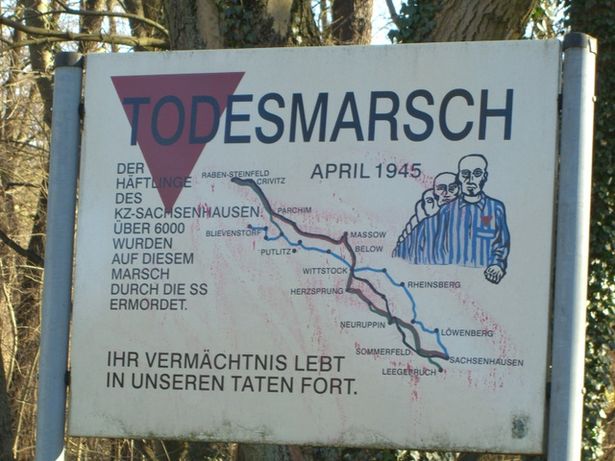 TODESMARSCH
APRIL 1945
DER
HÄFTLINGE
DES
KZ-SACHSENHAUSEN.
ÜBER 6000
WURDEN
AUF DIESEM
MARSCH
DURCH DIE SS
ERMORDET.
RABEN-STEINFELD
CRIVITZ
PARCHIM
BLIEVENSTORF
MASSOW
BELOW
PUTLITZ
WITTSTOCK
RHEINSBERG
HERZSPRUNG
NEURUPPIN
LÖWENBERG
SOMMERFELD
SACHSENHAUSEN
LEEGEBRUCH
IHR VERMÄCHTNIS LEBT
IN UNSEREN TATEN FORT.